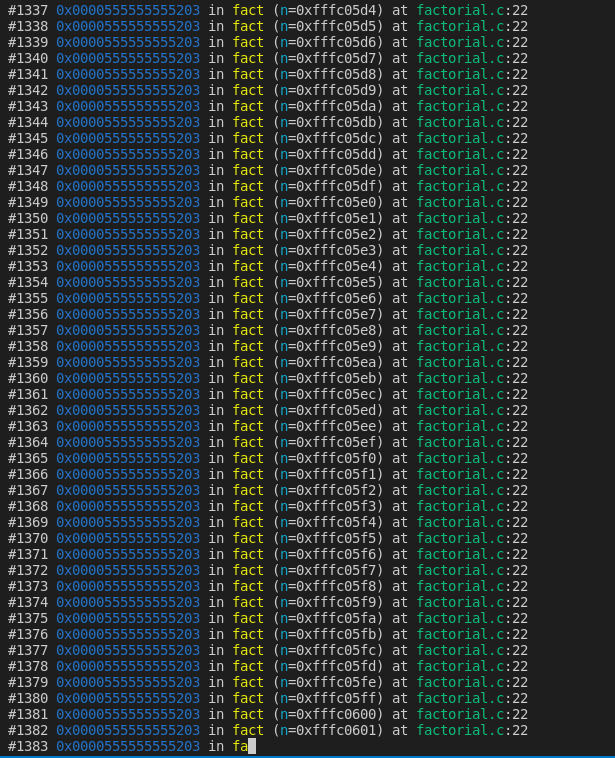 #1337 0x0000555555555203 in fact (n=0xfffc05d4) at factorial.c:22
#1338 0x0000555555555203 in fact (n=0xfffc05d5) at factorial.c:22
#1339 0x0000555555555203 in fact (n=0xfffc05d6) at factorial.c:22
#1340 0x0000555555555203 in fact (n=0xfffc05d7) at factorial.c:22
#1341 0x0000555555555203 in fact (n=0xfffc05d8) at factorial.c:22
#1342 0x0000555555555203 in fact (n=0xfffc05d9) at factorial.c:22
#1343 0x0000555555555203 in fact (n=0xfffc05da) at factorial.c:22
#1344 0x0000555555555203 in fact (n=0xfffc05db) at factorial.c:22
#1345 0x0000555555555203 in fact (n=0xfffc05dc) at factorial.c:22
#1346 0x0000555555555203 in fact (n=0xfffc05dd) at factorial.c:22
#1347 0x0000555555555203 in fact (n=0xfffc05de) at factorial.c:22
#1348 0x0000555555555203 in fact (n=0xfffc05df) at factorial.c:22
#1349 0x0000555555555203 in fact (n=0xfffc05e0) at factorial.c:22
#1350 0x0000555555555203 in fact (n=0xfffc05e1) at factorial.c:22
#1351 0x0000555555555203 in fact (n=0xfffc05e2) at factorial.c:22
#1352 0x0000555555555203 in fact (n=0xfffc05e3) at factorial.c:22
#1353 0x0000555555555203 in fact (n=0xfffc05e4) at factorial.c:22
#1354 0x0000555555555203 in fact (n=0xfffc05e5) at factorial.c:22
#1355 0x0000555555555203 in fact (n=0xfffc05e6) at factorial.c:22
#1356 0x0000555555555203 in fact (n=0xfffc05e7) at factorial.c:22
#1357 0x0000555555555203 in fact (n=0xfffc05e8) at factorial.c:22
#1358 0x0000555555555203 in fact (n=0xfffc05e9) at factorial.c:22
#1359 0x0000555555555203 in fact (n=0xfffc05ea) at factorial.c:22
#1360 0x0000555555555203 in fact (n=0xfffc05eb) at factorial.c:22
#1361 0x0000555555555203 in fact (n=0xfffc05ec) at factorial.c:22
#1362 0x0000555555555203 in fact (n=0xfffc05ed) at factorial.c:22
#1363 0x0000555555555203 in fact (n=0xfffc05ee) at factorial.c:22
#1364 0x0000555555555203 in fact (n=0xfffc05ef) at factorial.c:22
#1365 0x0000555555555203 in fact (n=0xfffc05f0) at factorial.c:22
#1366 0x0000555555555203 in fact (n=0xfffc05f1) at factorial.c:22
#1367 0x0000555555555203 in fact (n=0xfffc05f2) at factorial.c:22
#1368 0x0000555555555203 in fact (n=0xfffc05f3) at factorial.c:22
#1369 0x0000555555555203 in fact (n=0xfffc05f4) at factorial.c:22
#1370 0x0000555555555203 in fact (n=0xfffc05f5) at factorial.c:22
#1371 0x0000555555555203 in fact (n=0xfffc05f6) at factorial.c:22
#1372 0x0000555555555203 in fact (n=0xfffc05f7) at factorial.c:22
#1373 0x0000555555555203 in fact (n=0xfffc05f8) at factorial.c:22
#1374 0x0000555555555203 in fact (n=0xfffc05f9) at factorial.c:22
#1375 0x0000555555555203 in fact (n=0xfffc05fa) at factorial.c:22
#1376 0x0000555555555203 in fact (n=0xfffc05fb) at factorial.c:22
#1377 0x0000555555555203 in fact (n=0xfffc05fc) at factorial.c:22
#1378 0x0000555555555203 in fact (n=0xfffc05fd) at factorial.c:22
#1379 0x0000555555555203 in fact (n=0xfffc05fe) at factorial.c:22
#1380 0x0000555555555203 in fact (n=0xfffc05ff) at factorial.c:22
#1381 0x0000555555555203 in fact (n=0xfffc0600) at factorial.c:22
#1382 0x0000555555555203 in fact (n=0xfffc0601) at factorial.c:22
#1383 0x0000555555555203 in fa